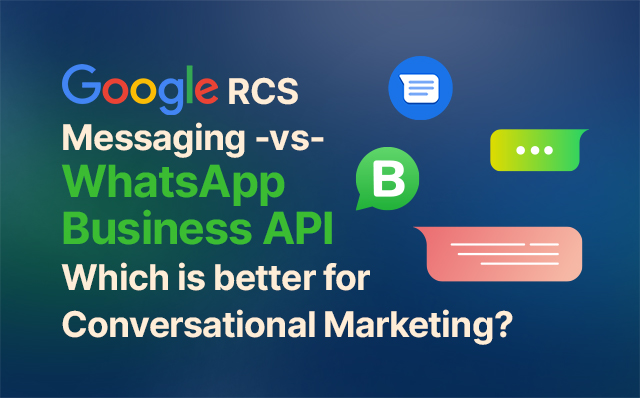 Google RCS
Messaging -vs-
WhatsApp
Business API
Which is better for
Conversational Marketing?
B